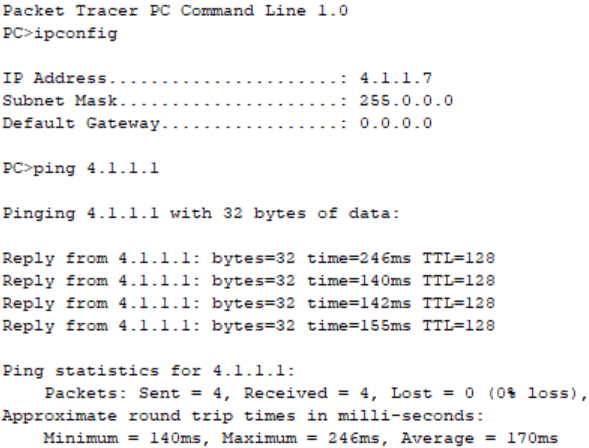 Packet Tracer PC Command Line 1.0
PC>ipconfig
IP Address......................: 4.1.1.7
Subnet Mask.....................: 255.0.0.0
Default Gateway.................: 0.0.0.0
PC>ping 4.1.1.1
Pinging 4.1.1.1 with 32 bytes of data:
Reply from 4.1.1.1: bytes=32 time=246ms TTL=128
Reply from 4.1.1.1: bytes=32 time=140ms TTL=128
Reply from 4.1.1.1: bytes=32 time=142ms TTL=128
Reply from 4.1.1.1: bytes=32 time=155ms TTL=128
Ping statistics for 4.1.1.1:
Packets: Sent = 4, Received = 4, Lost = 0 (0% loss),
Approximate round trip times in milli-seconds:
Minimum = 140ms, Maximum = 246ms, Average = 170ms